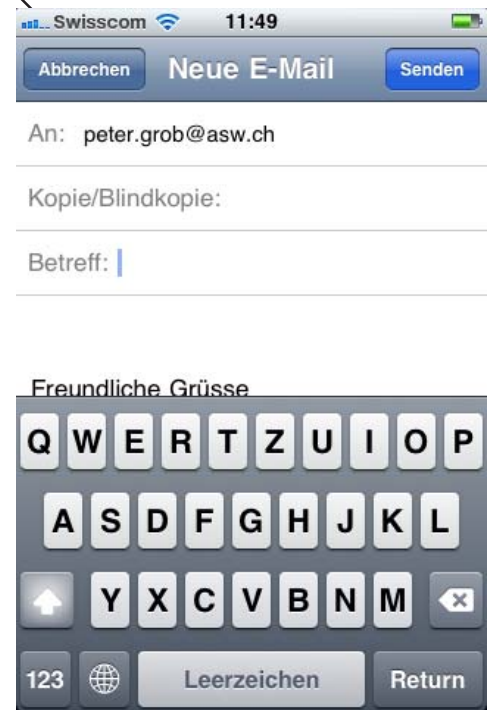 Swisscom 11:49
Abbrechen Neue E-Mail Senden
An: peter.grob@asw.ch
Kopie/Blindkopie:
Betreff:
Freundliche Grüsse
Q W E R T Z U I O P
A S D F G H J K L
Y X C V B N M
123 Leerzeichen Return